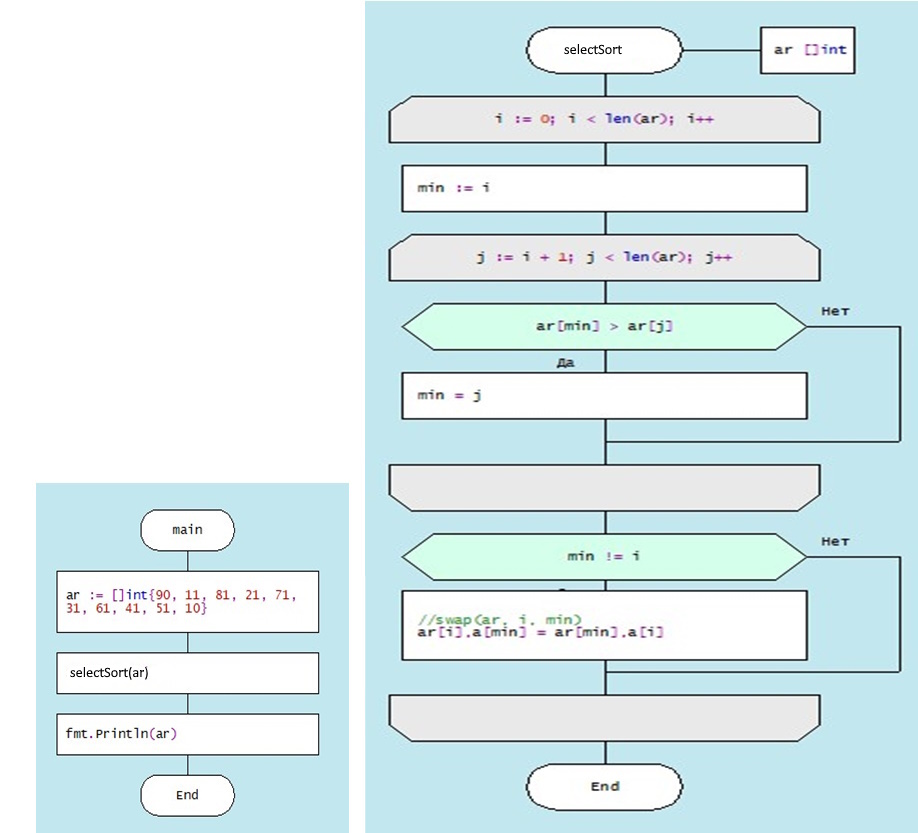 selectSort
ar []int
i := 0; i < len(ar); i++
min := i
j := i + 1; j < len(ar); j++
ar[min] > ar[j]
Нет
Да
min = j
min != i
Нет
//swap(ar, i, min)
ar[i],a[min] = ar[min],a[i]
End
main
ar := []int{90, 11, 81, 21, 71,
31, 61, 41, 51, 10}
selectSort(ar)
fmt.Println(ar)
End